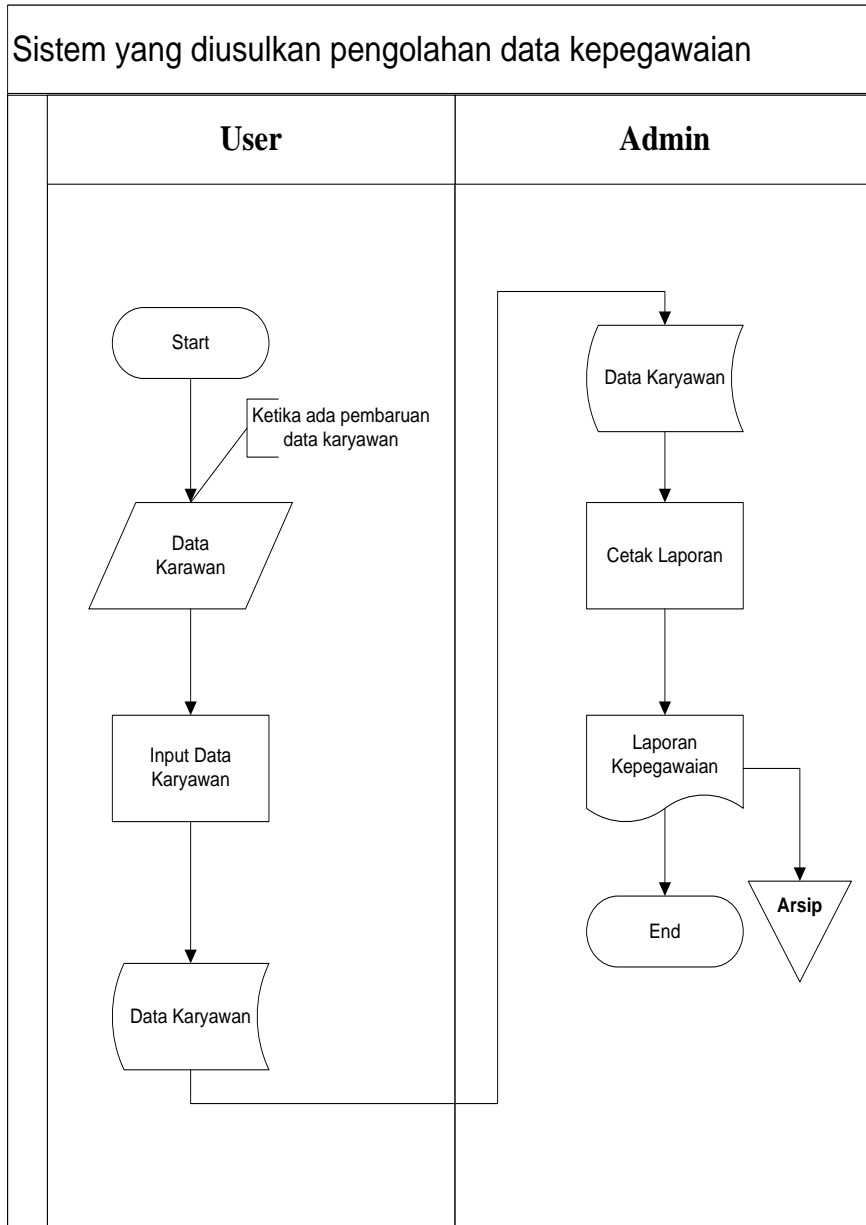 Sistem yang diusulkan pengolahan data kepegawaian
User
Admin
Start
Ketika ada pembaruan
data karyawan
Data
Karawan
Input Data
Karyawan
Data Karyawan
Data Karyawan
Cetak Laporan
Laporan
Kepegawaian
End
Arsip